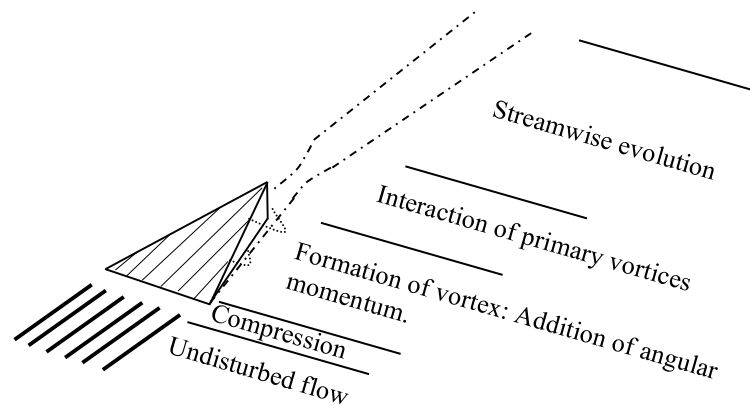 Streamwise evolution
Interaction of primary vortices
Formation of vortex: Addition of angular
momentum.
Compression
Undisturbed flow